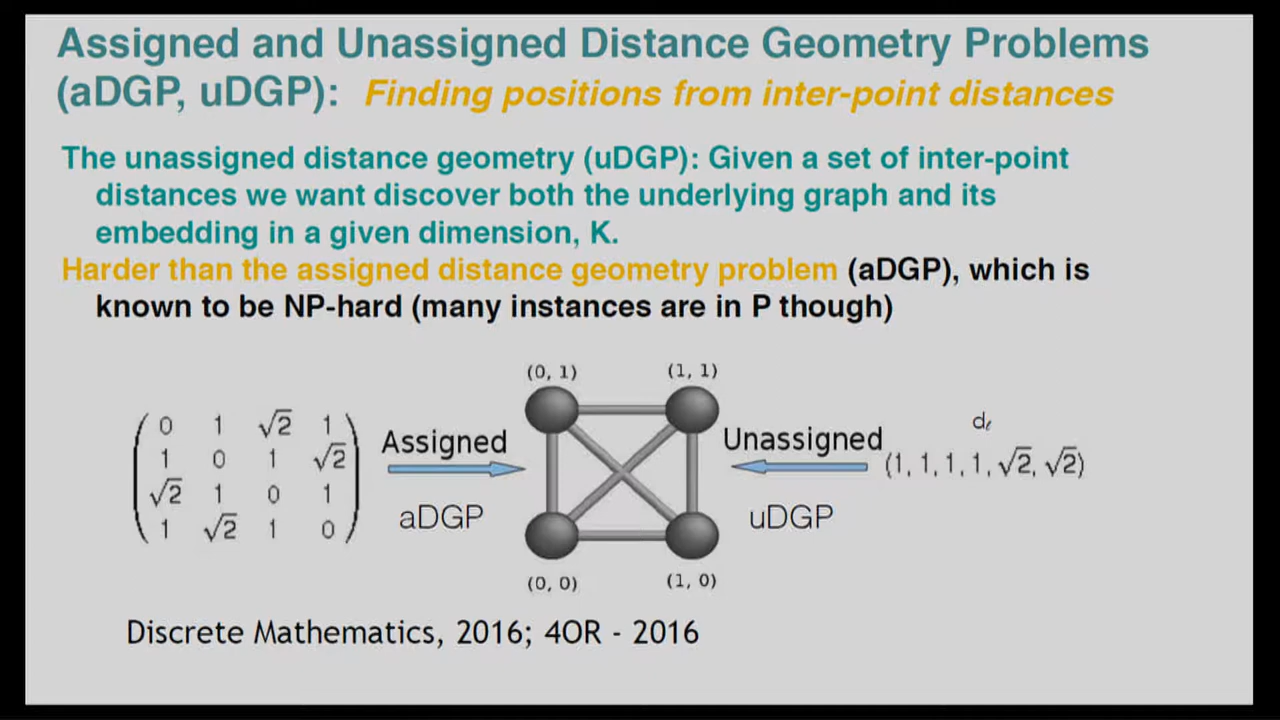 Assigned and Unassigned Distance Geometry Problems
(aDGP, uDGP): Finding positions from inter-point distances
The unassigned distance geometry (uDGP): Given a set of inter-point
distances we want discover both the underlying graph and its
embedding in a given dimension, K.
Harder than the assigned distance geometry problem (aDGP), which is
known to be NP-hard (many instances are in P though)
(0, 1) (1, 1)
0 1 √2 1
1 0 1 √2
√2 1 0 1
1 √2 1 0
Assigned
aDGP
Unassigned
uDGP
dℓ
(1, 1, 1, 1, √2, √2)
(0, 0) (1, 0)
Discrete Mathematics, 2016; 4OR - 2016